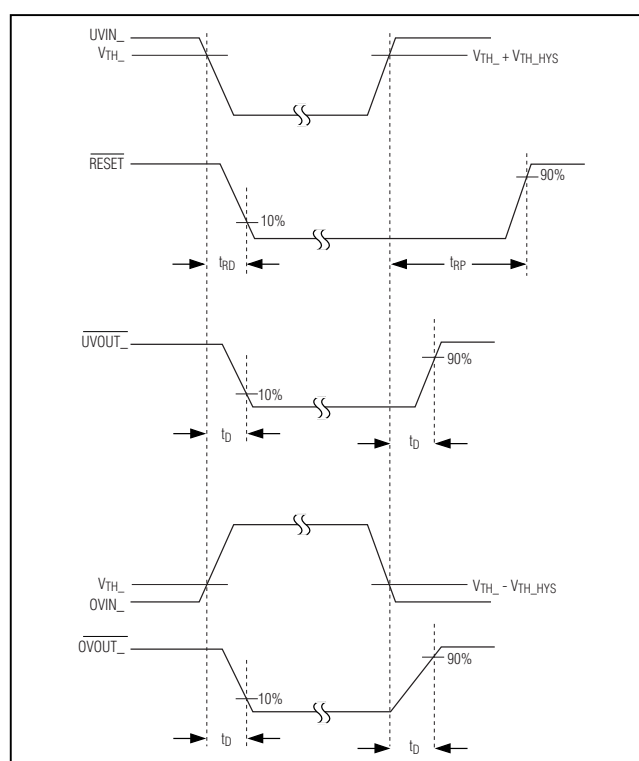 UVIN_
VTH_
VTH_ + VTH_HYS
RESET
90%
10%
tRD
tRP
UVOUT_
90%
10%
tD
tD
VTH_
VTH_ - VTH_HYS
OVIN_
OVOUT_
90%
10%
tD
tD